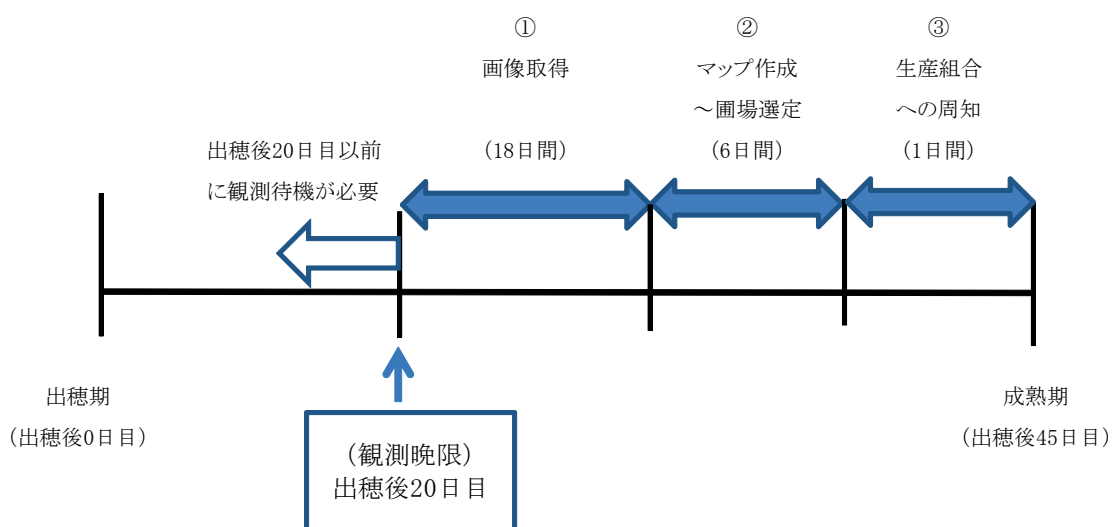 ①
画像取得
(18日間)
②
マップ作成
～圃場選定
(6日間)
③
生産組合
への周知
(1日間)
出穂後20日目以前
に観測待機が必要
出穂期
(出穂後0日目)
(観測晩限)
出穂後20日目
成熟期
(出穂後45日目)